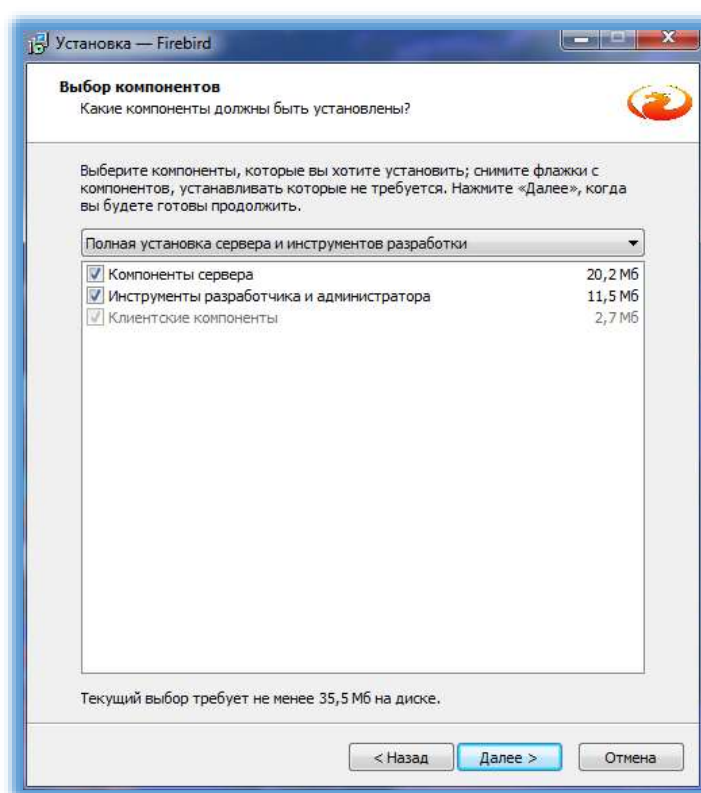 Установка — Firebird
Выбор компонентов
Какие компоненты должны быть установлены?
Выберите компоненты, которые вы хотите установить; снимите флажки с
компонентов, устанавливать которые не требуется. Нажмите «Далее», когда
вы будете готовы продолжить.
Полная установка сервера и инструментов разработки
Компоненты сервера 20,2 Мб
Инструменты разработчика и администратора 11,5 Мб
Клиентские компоненты 2,7 Мб
Текущий выбор требует не менее 35,5 Мб на диске.
< Назад Далее > Отмена